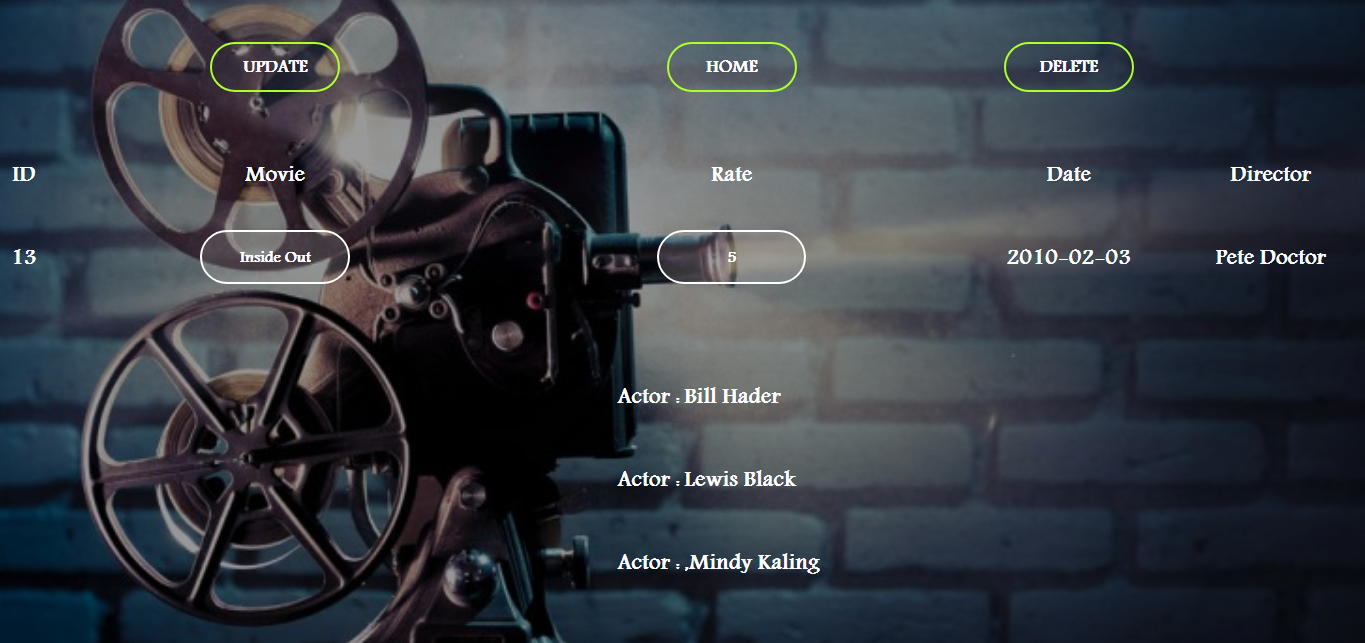 UPDATE HOME DELETE
ID Movie Rate Date Director
13 Inside Out 5 2010-02-03 Pete Doctor
Actor : Bill Hader
Actor : Lewis Black
Actor : ,Mindy Kaling